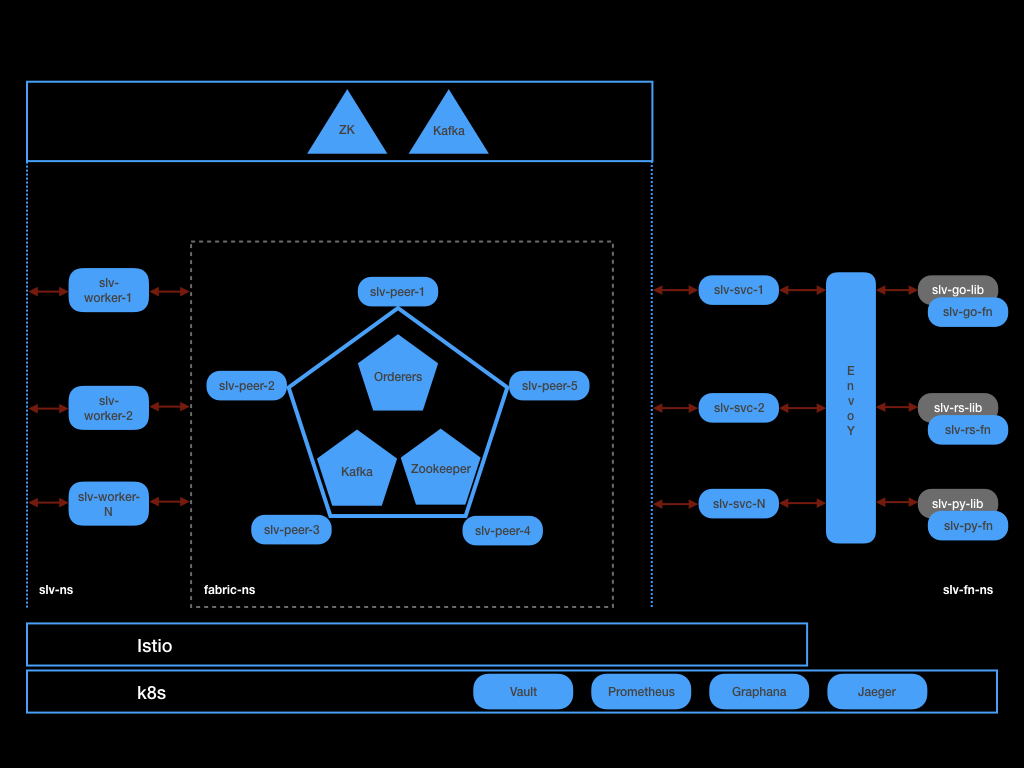 ZK
Kafka
slv-
worker-1
slv-peer-1
slv-svc-1
slv-go-lib
slv-go-fn
slv-peer-2
Orderers
slv-peer-5
slv-
worker-2
slv-svc-2
E
n
v
o
Y
slv-rs-lib
slv-rs-fn
Kafka
Zookeeper
slv-worker-
N
slv-svc-N
slv-py-lib
slv-py-fn
slv-peer-3
slv-peer-4
slv-ns
fabric-ns
slv-fn-ns
Istio
k8s
Vault
Prometheus
Graphana
Jaeger